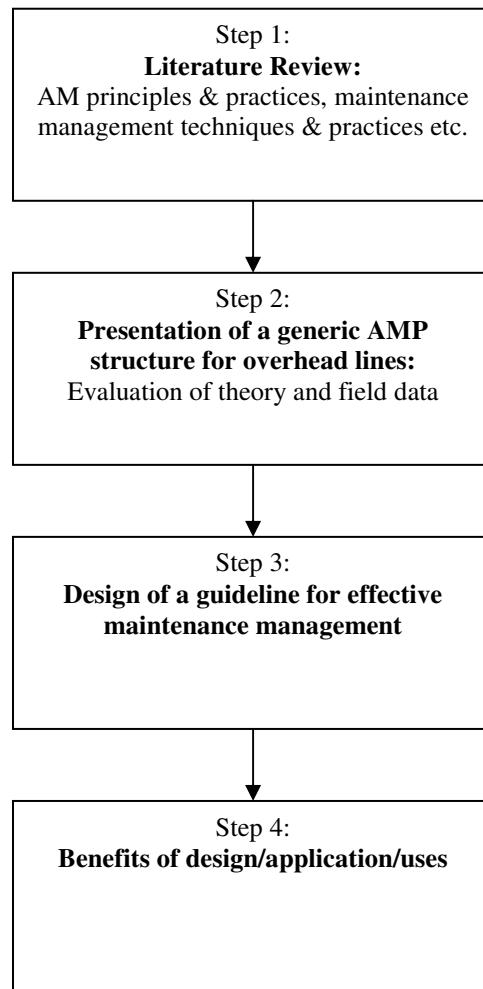 Step 1:
Literature Review:
AM principles & practices, maintenance
management techniques & practices etc.
Step 2:
Presentation of a generic AMP
structure for overhead lines:
Evaluation of theory and field data
Step 3:
Design of a guideline for effective
maintenance management
Step 4:
Benefits of design/application/uses